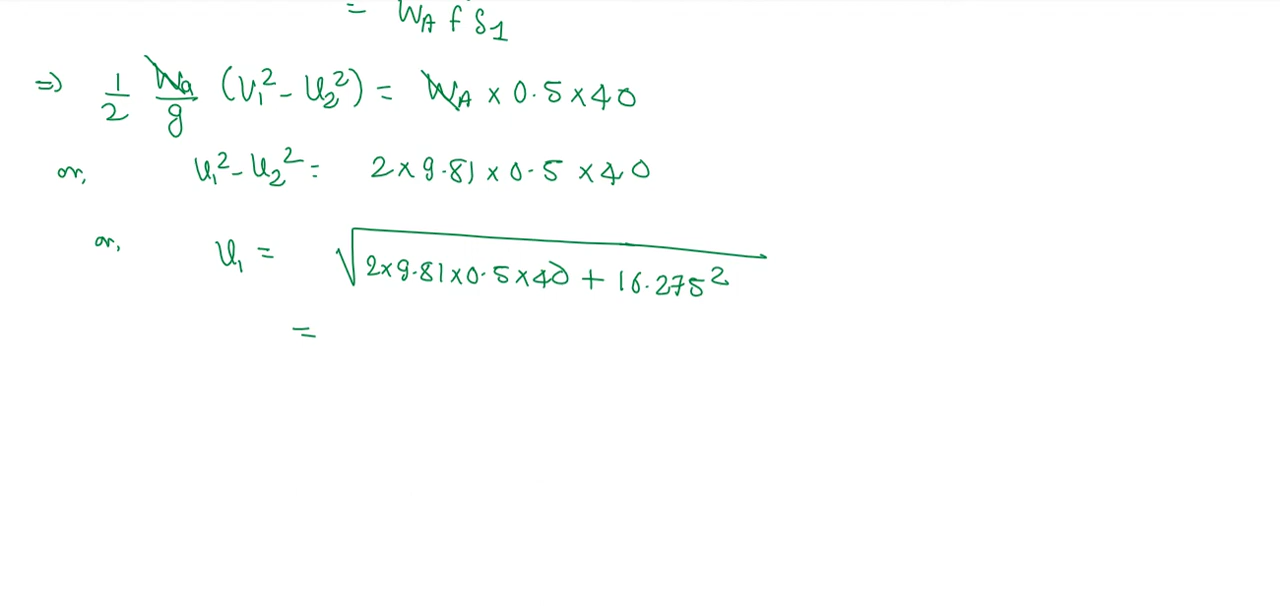 = W_A f S_1
⇒ 1/2 W_a/g (U_1^2 - U_2^2) = W_A × 0.5 × 40
or, U_1^2 - U_2^2 = 2 × 9.81 × 0.5 × 40
or, U_1 = √(2×9.81×0.5×40 + 16.275^2)
=